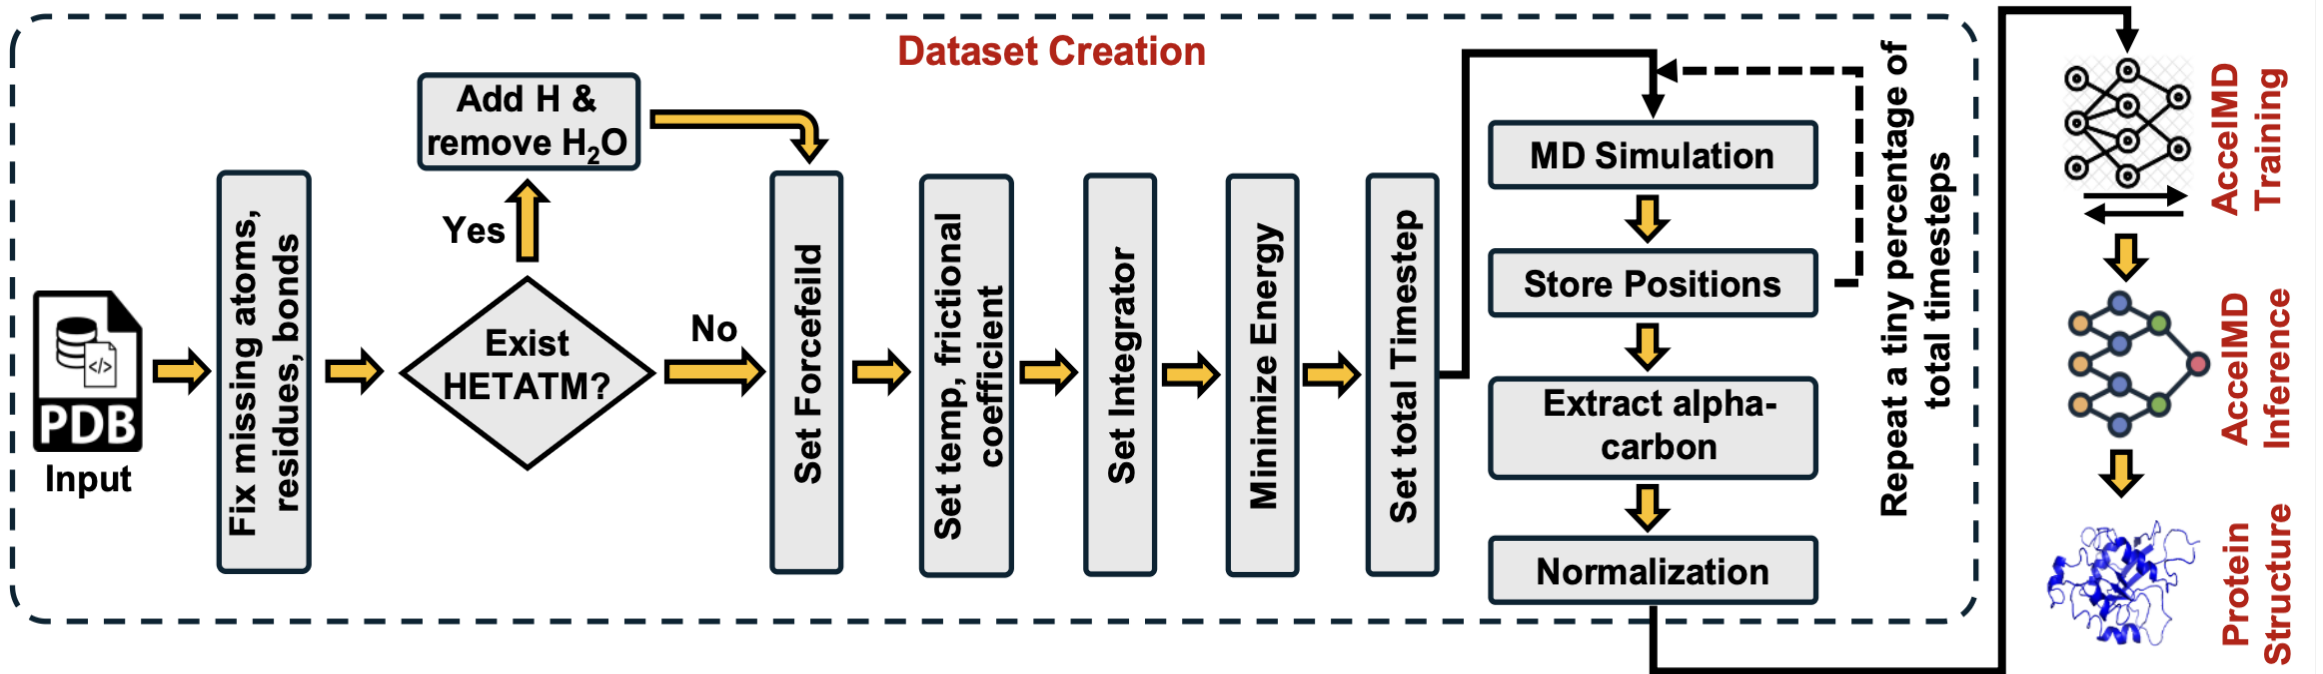 Dataset Creation
</>
PDB
Input
Fix missing atoms,
residues, bonds
Exist
HETATM?
Yes
Add H &
remove H₂O
No
Set Forcefeild
Set temp, frictional
coefficient
Set Integrator
Minimize Energy
Set total Timestep
MD Simulation
Store Positions
Extract alpha-
carbon
Normalization
Repeat a tiny percentage of
total timesteps
AccelMD
Training
AccelMD
Inference
Protein
Structure